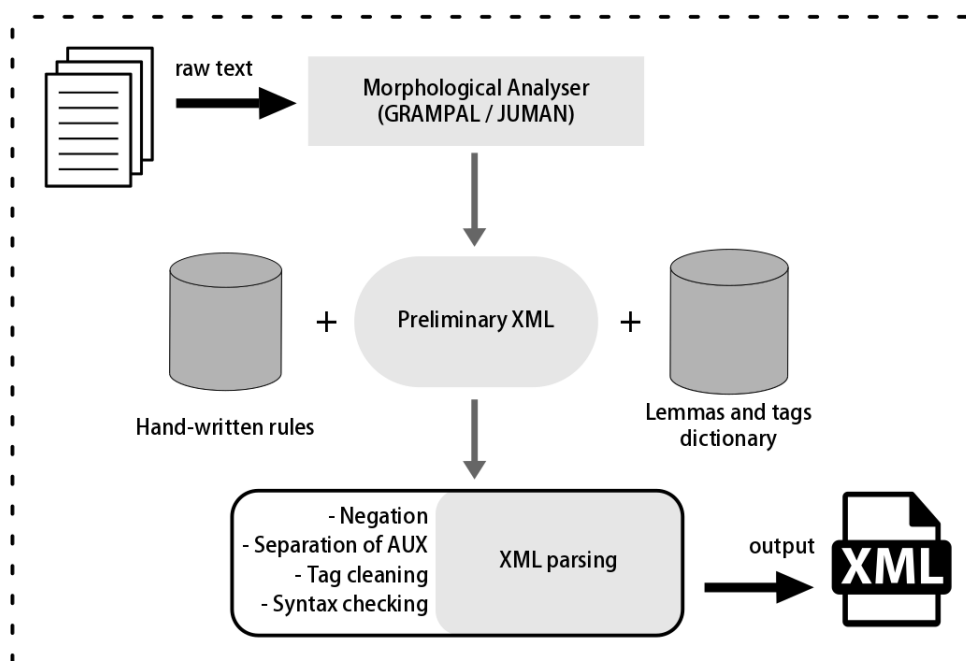 raw text
Morphological Analyser
(GRAMPAL / JUMAN)
+
Preliminary XML
+
Hand-written rules
Lemmas and tags
dictionary
- Negation
- Separation of AUX
- Tag cleaning
- Syntax checking
XML parsing
output
XML